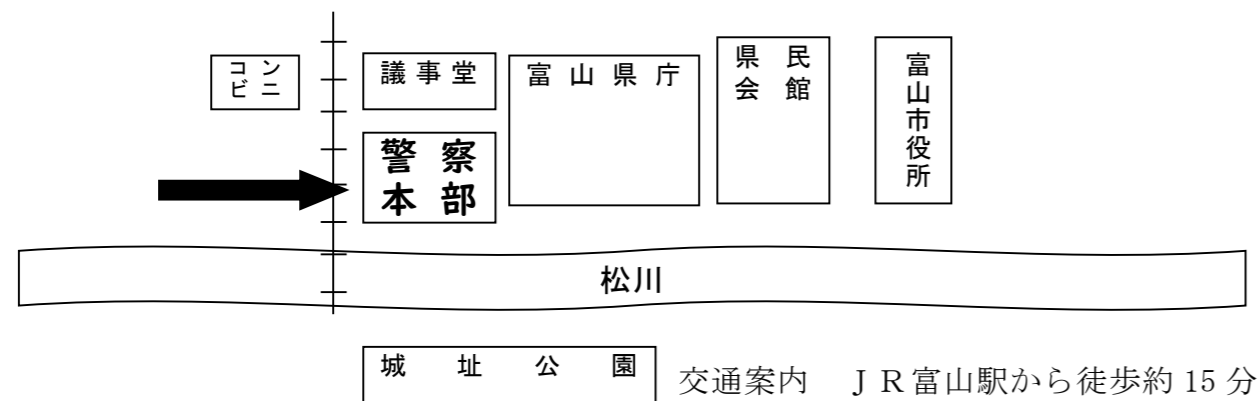 コン
ビニ
議事堂
富山県庁
県民
会館
富山市役所
警察
本部
松川
城址公園
交通案内　ＪＲ富山駅から徒歩約 15 分